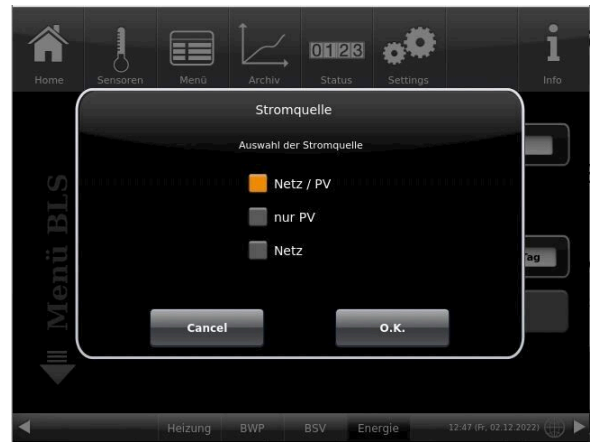 0123
Home Sensoren Menü Archiv Status Settings Info
Stromquelle
Auswahl der Stromquelle
Netz / PV
nur PV
Netz
Tag
Cancel O.K.
Menü BLS
Heizung BWP BSV Energie 12:47 (Fr, 02.12.2022)